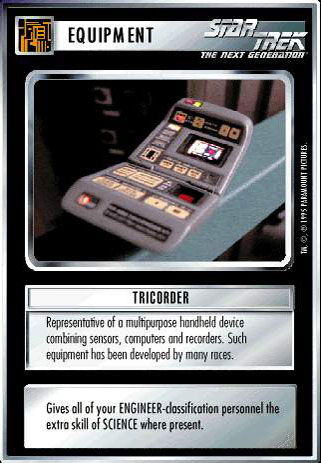 EQUIPMENT
STAR TREK
THE NEXT GENERATION
TM, ©, ® 1995 PARAMOUNT PICTURES.
TRICORDER
Representative of a multipurpose handheld device
combining sensors, computers and recorders. Such
equipment has been developed by many races.
Gives all of your ENGINEER-classification personnel the
extra skill of SCIENCE where present.